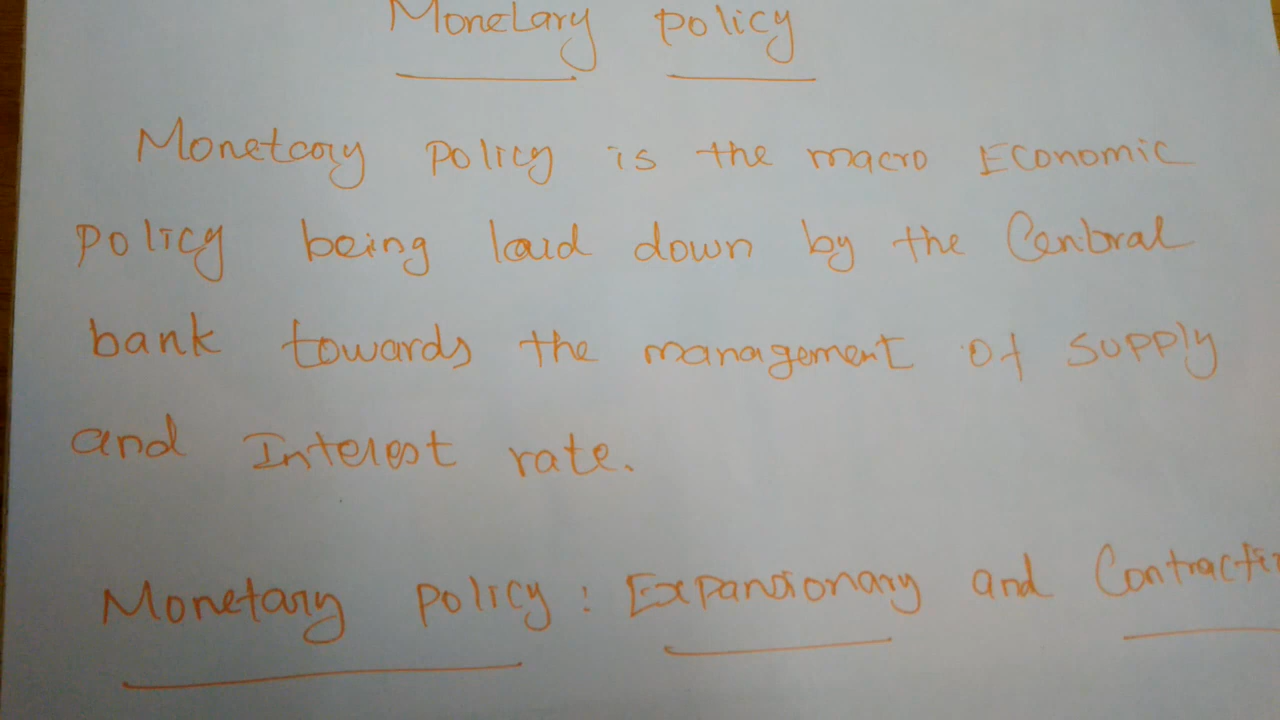 Monetary policy
Monetary policy is the macro Economic
policy being laid down by the Central
bank towards the management of supply
and Interest rate.
Monetary policy: Expansionary and Contracti